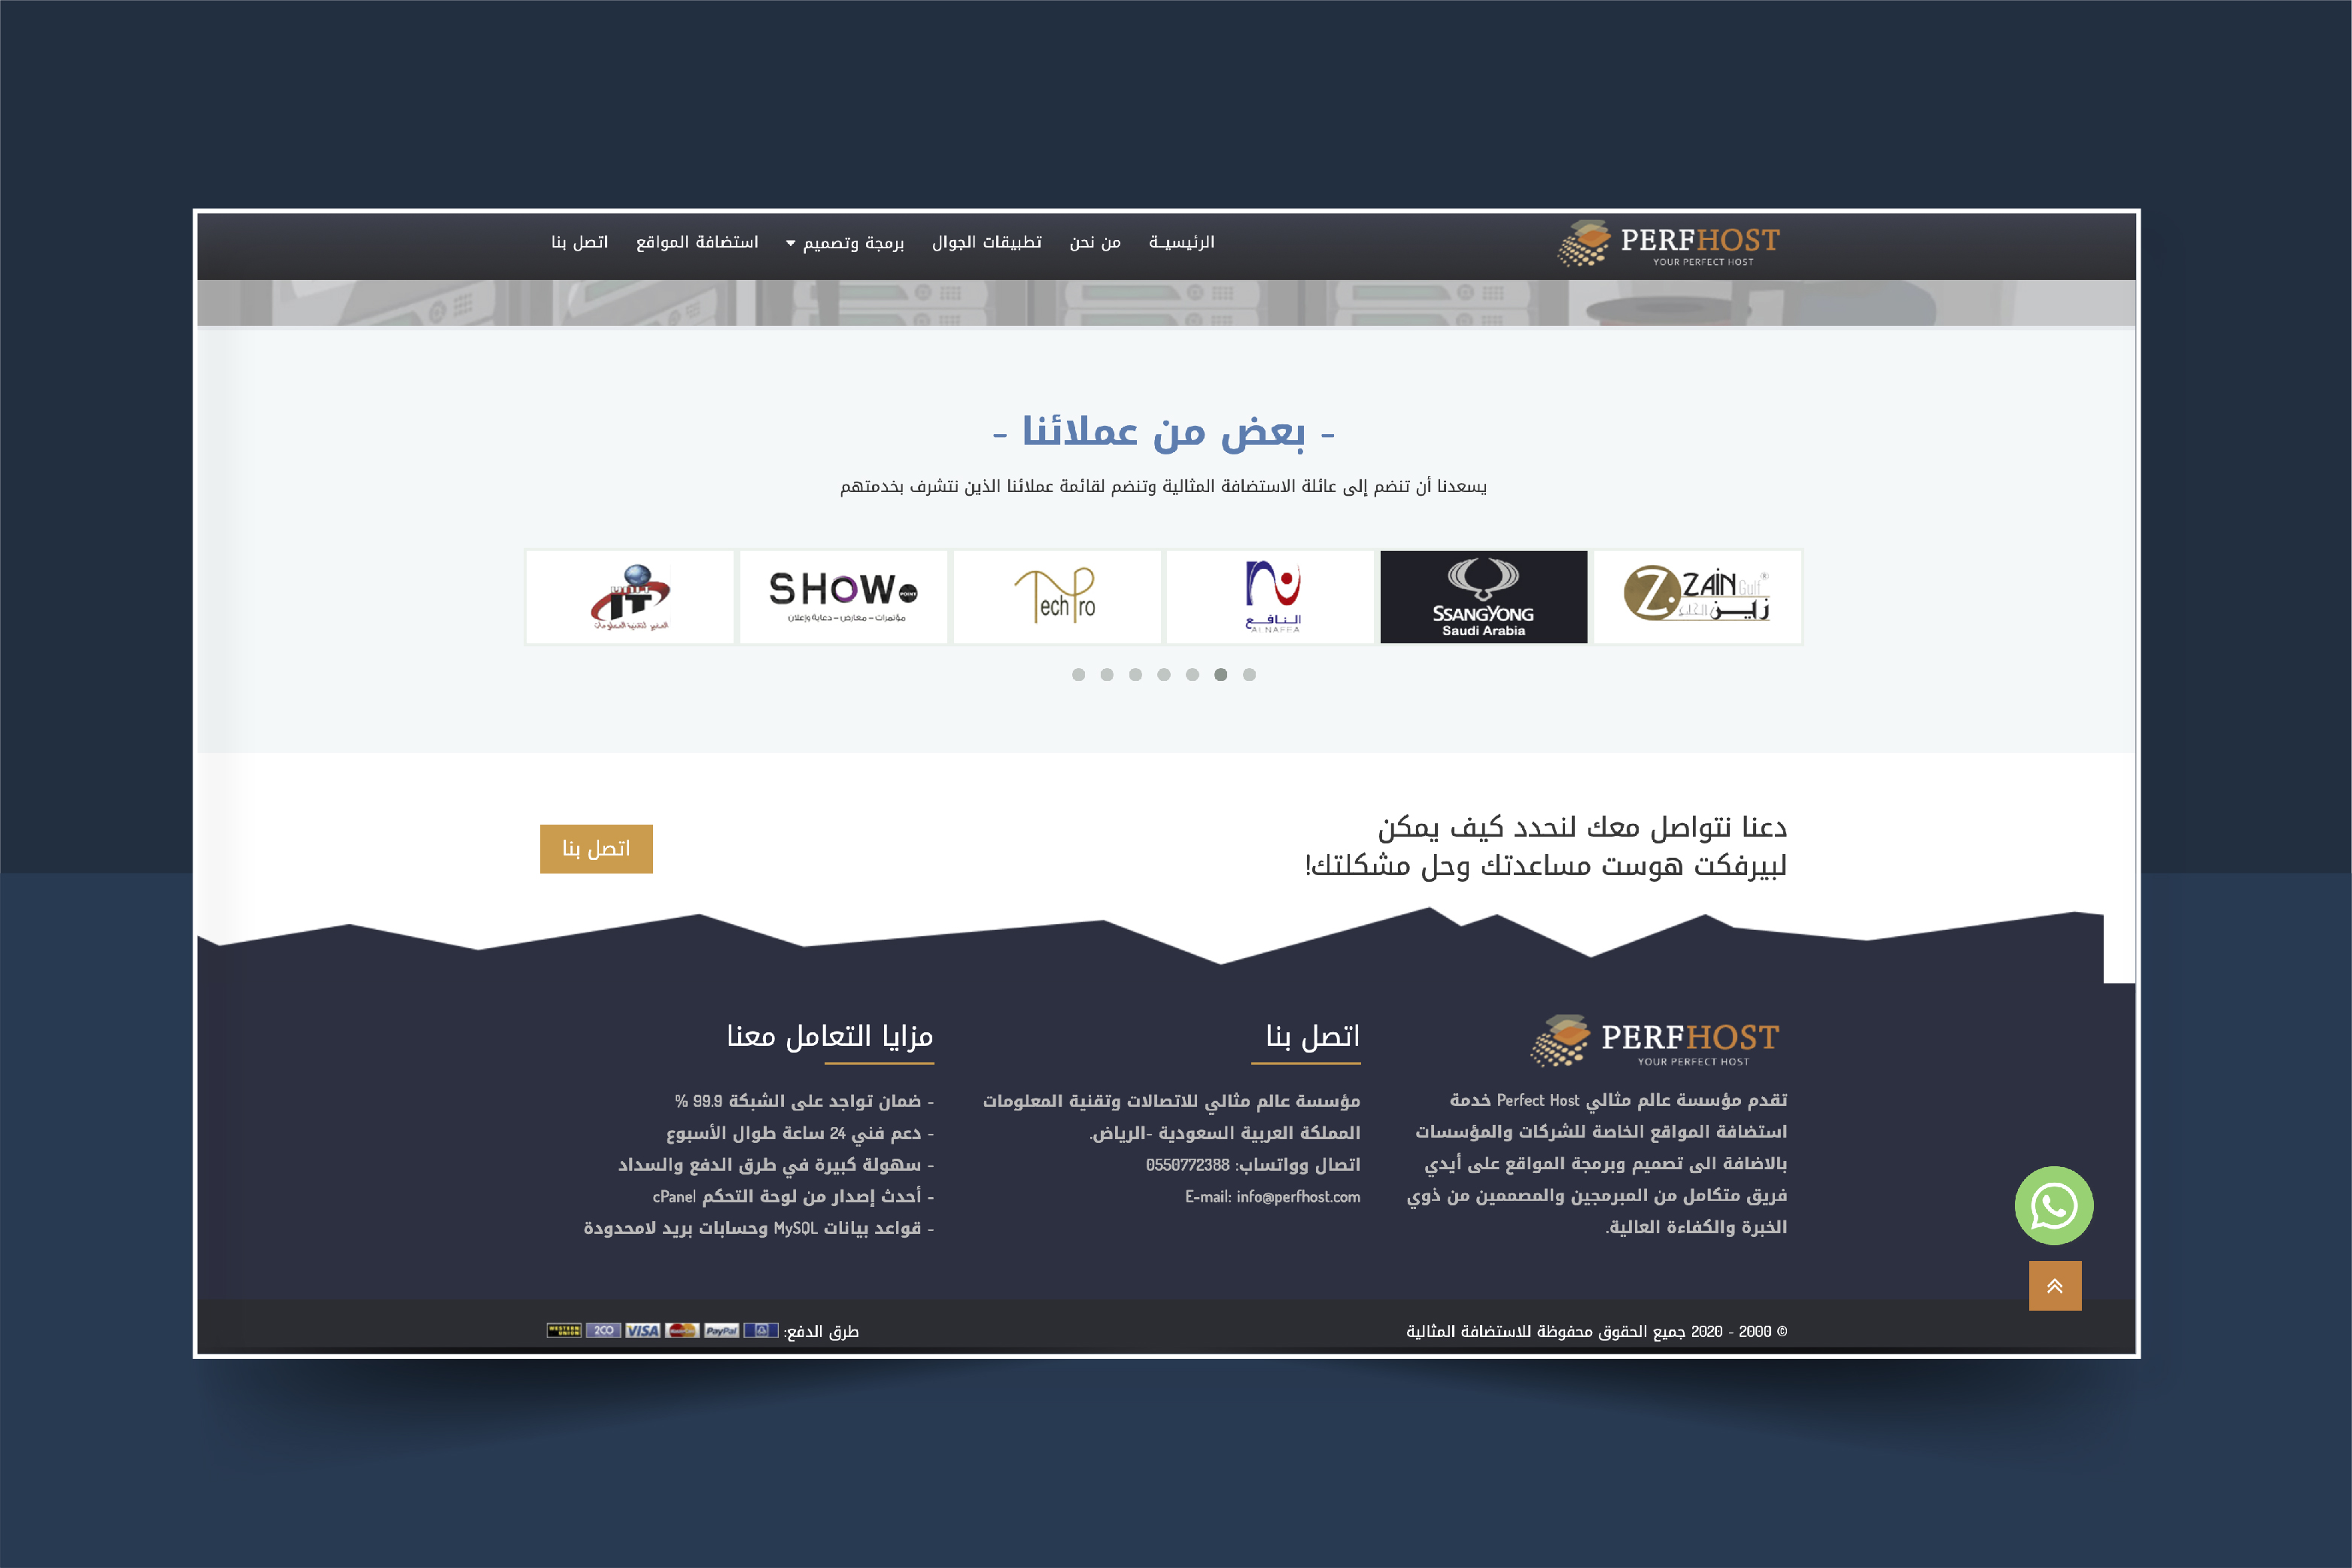 PERFHOST
YOUR PERFECT HOST
الرئيسيــة
من نحن
تطبيقات الجوال
برمجة وتصميم
استضافة المواقع
اتصل بنا
- بعض من عملائنا -
يسعدنا أن تنضم إلى عائلة الاستضافة المثالية وتنضم لقائمة عملائنا الذين نتشرف بخدمتهم
ZAIN Gulf®
زين
SSANGYONG
Saudi Arabia
النافع
ALNAFEA
TechPro
SHOW POINT
مؤتمرات – معارض – دعاية وإعلان
IT
دعنا نتواصل معك لنحدد كيف يمكن
لبيرفكت هوست مساعدتك وحل مشكلتك!
اتصل بنا
PERFHOST
YOUR PERFECT HOST
تقدم مؤسسة عالم مثالي Perfect Host خدمة
استضافة المواقع الخاصة للشركات والمؤسسات
بالاضافة الى تصميم وبرمجة المواقع على أيدي
فريق متكامل من المبرمجين والمصممين من ذوي
الخبرة والكفاءة العالية.
اتصل بنا
مؤسسة عالم مثالي للاتصالات وتقنية المعلومات
المملكة العربية السعودية -الرياض.
اتصال وواتساب: 0550772388
E-mail: info@perfhost.com
مزايا التعامل معنا
- ضمان تواجد على الشبكة 99.9 %
- دعم فني 24 ساعة طوال الأسبوع
- سهولة كبيرة في طرق الدفع والسداد
- أحدث إصدار من لوحة التحكم cPanel
- قواعد بيانات MySQL وحسابات بريد لامحدودة
© 2000 - 2020 جميع الحقوق محفوظة للاستضافة المثالية
طرق الدفع:
PayPal
MasterCard
VISA
2CO
WESTERN UNION